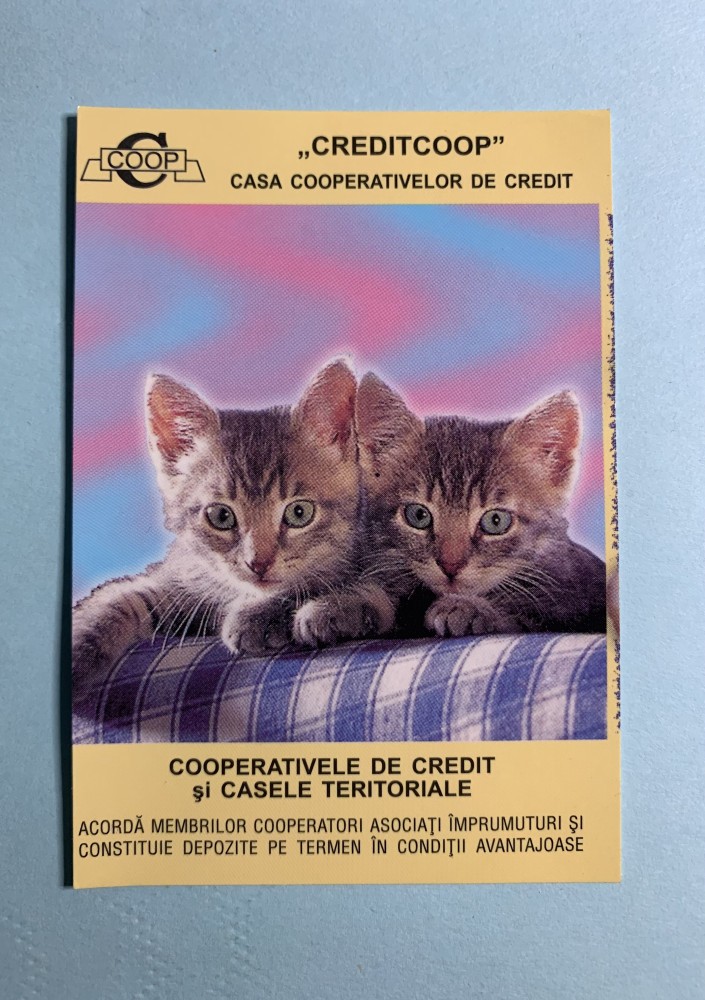 COOP
„CREDITCOOP”
CASA COOPERATIVELOR DE CREDIT
COOPERATIVELE DE CREDIT
şi CASELE TERITORIALE
ACORDĂ MEMBRILOR COOPERATORI ASOCIAŢI ÎMPRUMUTURI ŞI
CONSTITUIE DEPOZITE PE TERMEN ÎN CONDIŢII AVANTAJOASE